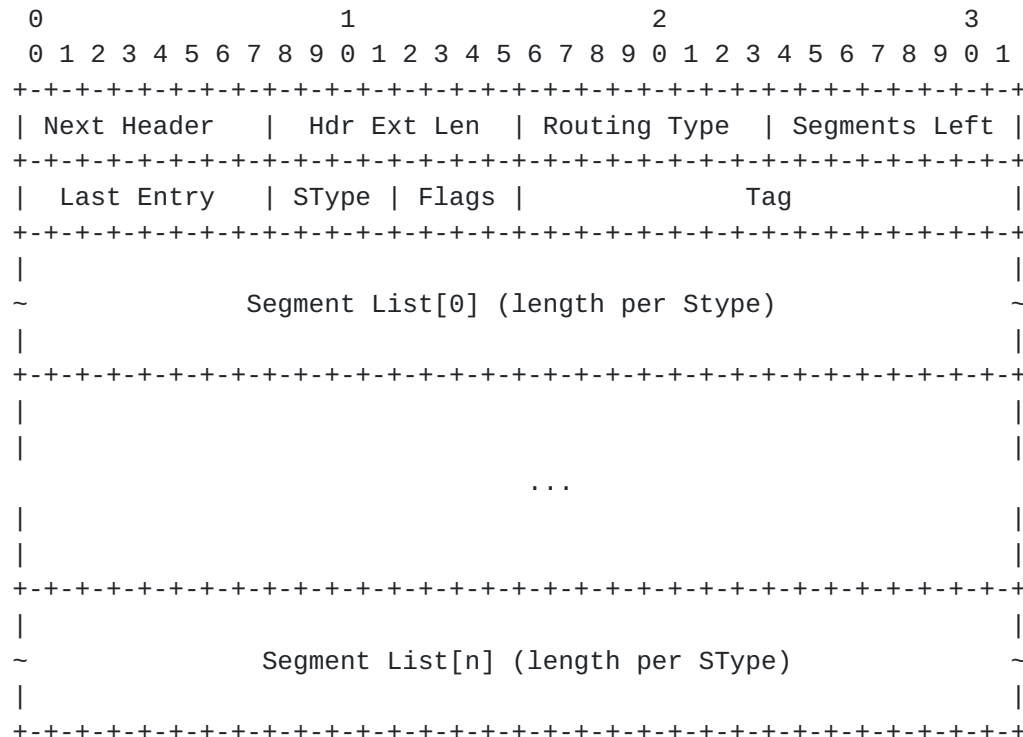 0                   1                   2                   3
 0 1 2 3 4 5 6 7 8 9 0 1 2 3 4 5 6 7 8 9 0 1 2 3 4 5 6 7 8 9 0 1
+-+-+-+-+-+-+-+-+-+-+-+-+-+-+-+-+-+-+-+-+-+-+-+-+-+-+-+-+-+-+-+-+
| Next Header   |  Hdr Ext Len  | Routing Type  | Segments Left |
+-+-+-+-+-+-+-+-+-+-+-+-+-+-+-+-+-+-+-+-+-+-+-+-+-+-+-+-+-+-+-+-+
|  Last Entry   | SType | Flags |              Tag              |
+-+-+-+-+-+-+-+-+-+-+-+-+-+-+-+-+-+-+-+-+-+-+-+-+-+-+-+-+-+-+-+-+
|                                                               |
~              Segment List[0] (length per Stype)               ~
|                                                               |
+-+-+-+-+-+-+-+-+-+-+-+-+-+-+-+-+-+-+-+-+-+-+-+-+-+-+-+-+-+-+-+-+
|                                                               |
|                                                               |
                                 ...
|                                                               |
|                                                               |
+-+-+-+-+-+-+-+-+-+-+-+-+-+-+-+-+-+-+-+-+-+-+-+-+-+-+-+-+-+-+-+-+
|                                                               |
~               Segment List[n] (length per SType)              ~
|                                                               |
+-+-+-+-+-+-+-+-+-+-+-+-+-+-+-+-+-+-+-+-+-+-+-+-+-+-+-+-+-+-+-+-+